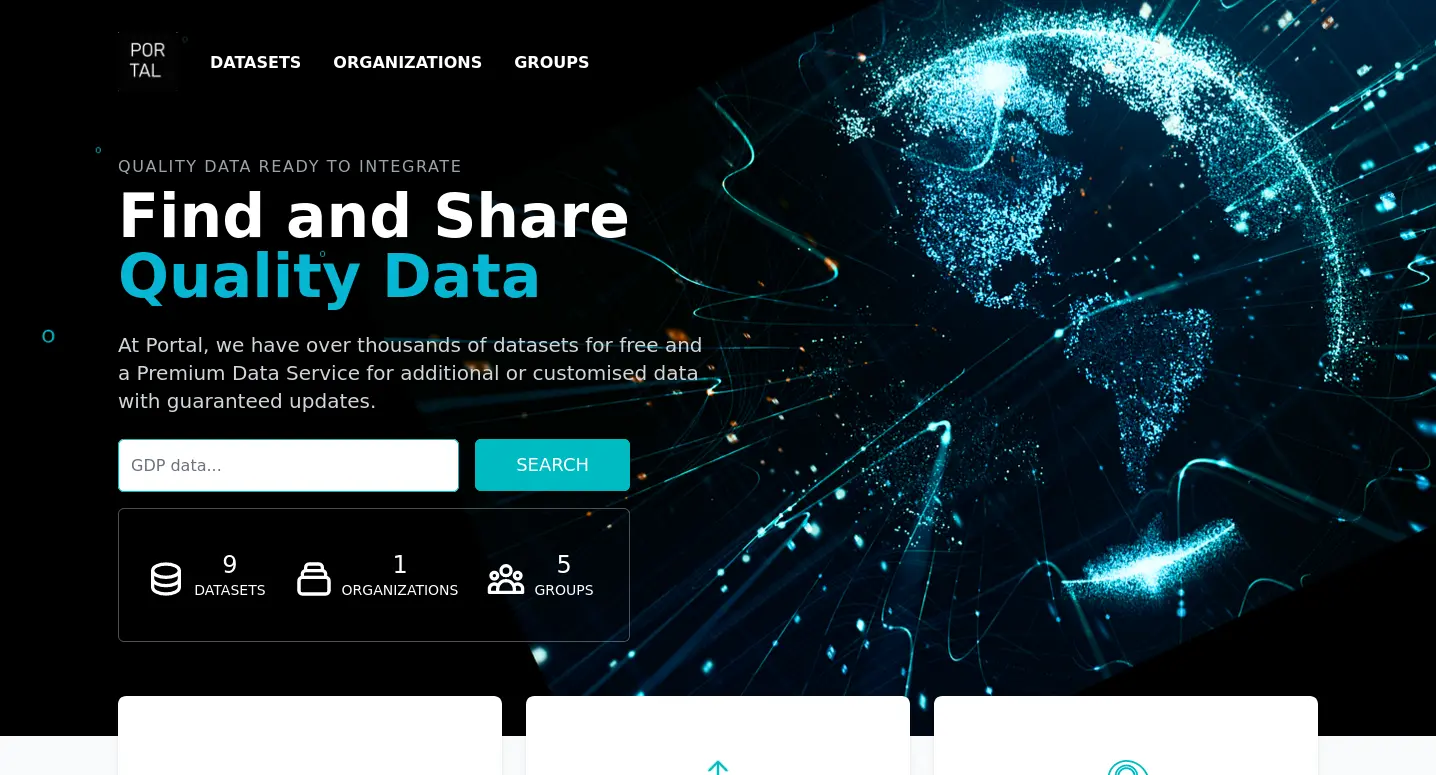 POR
TAL
DATASETS
ORGANIZATIONS
GROUPS
QUALITY DATA READY TO INTEGRATE
Find and Share
Quality Data
At Portal, we have over thousands of datasets for free and
a Premium Data Service for additional or customised data
with guaranteed updates.
GDP data...
SEARCH
9
DATASETS
1
ORGANIZATIONS
5
GROUPS